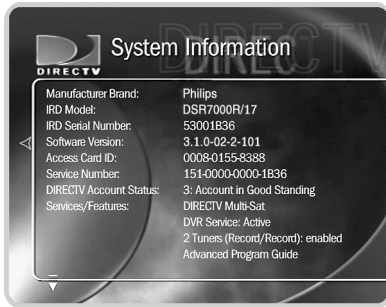 DIRECTV
System Information
DIRECTV
Manufacturer Brand: Philips
IRD Model: DSR7000R/17
IRD Serial Number: 53001B36
Software Version: 3.1.0-02-2-101
Access Card ID: 0008-0155-8388
Service Number: 151-0000-0000-1B36
DIRECTV Account Status: 3: Account in Good Standing
Services/Features: DIRECTV Multi-Sat
DVR Service: Active
2 Tuners (Record/Record): enabled
Advanced Program Guide